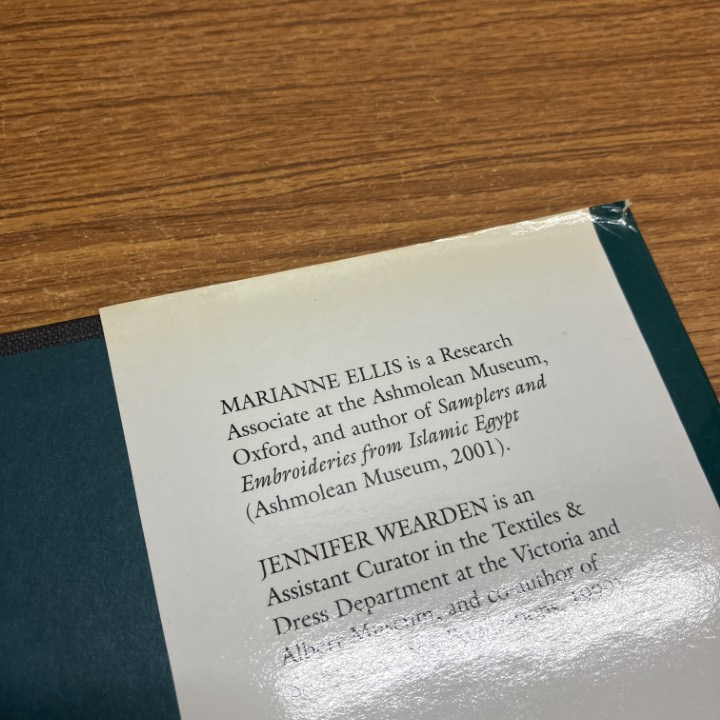 MARIANNE ELLIS is a Research
Associate at the Ashmolean Museum,
Oxford, and author of Samplers and
Embroideries from Islamic Egypt
(Ashmolean Museum, 2001).
JENNIFER WEARDEN is an
Assistant Curator in the Textiles &
Dress Department at the Victoria and
Albert Museum, and co-author of